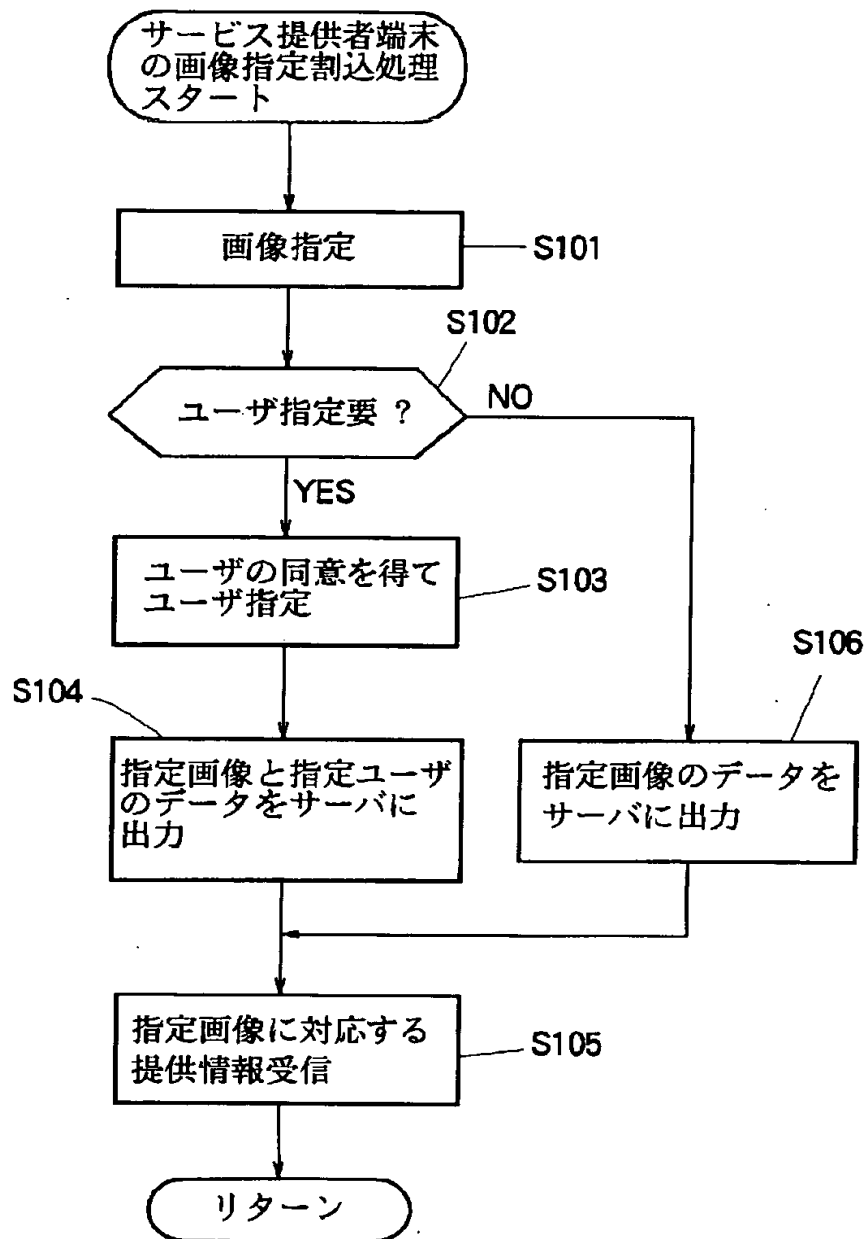 サービス提供者端末
の画像指定割込処理
スタート
画像指定
S101
S102
ユーザ指定要 ?
NO
YES
ユーザの同意を得て
ユーザ指定
S103
S106
S104
指定画像と指定ユーザ
のデータをサーバに
出力
指定画像のデータを
サーバに出力
指定画像に対応する
提供情報受信
S105
リターン